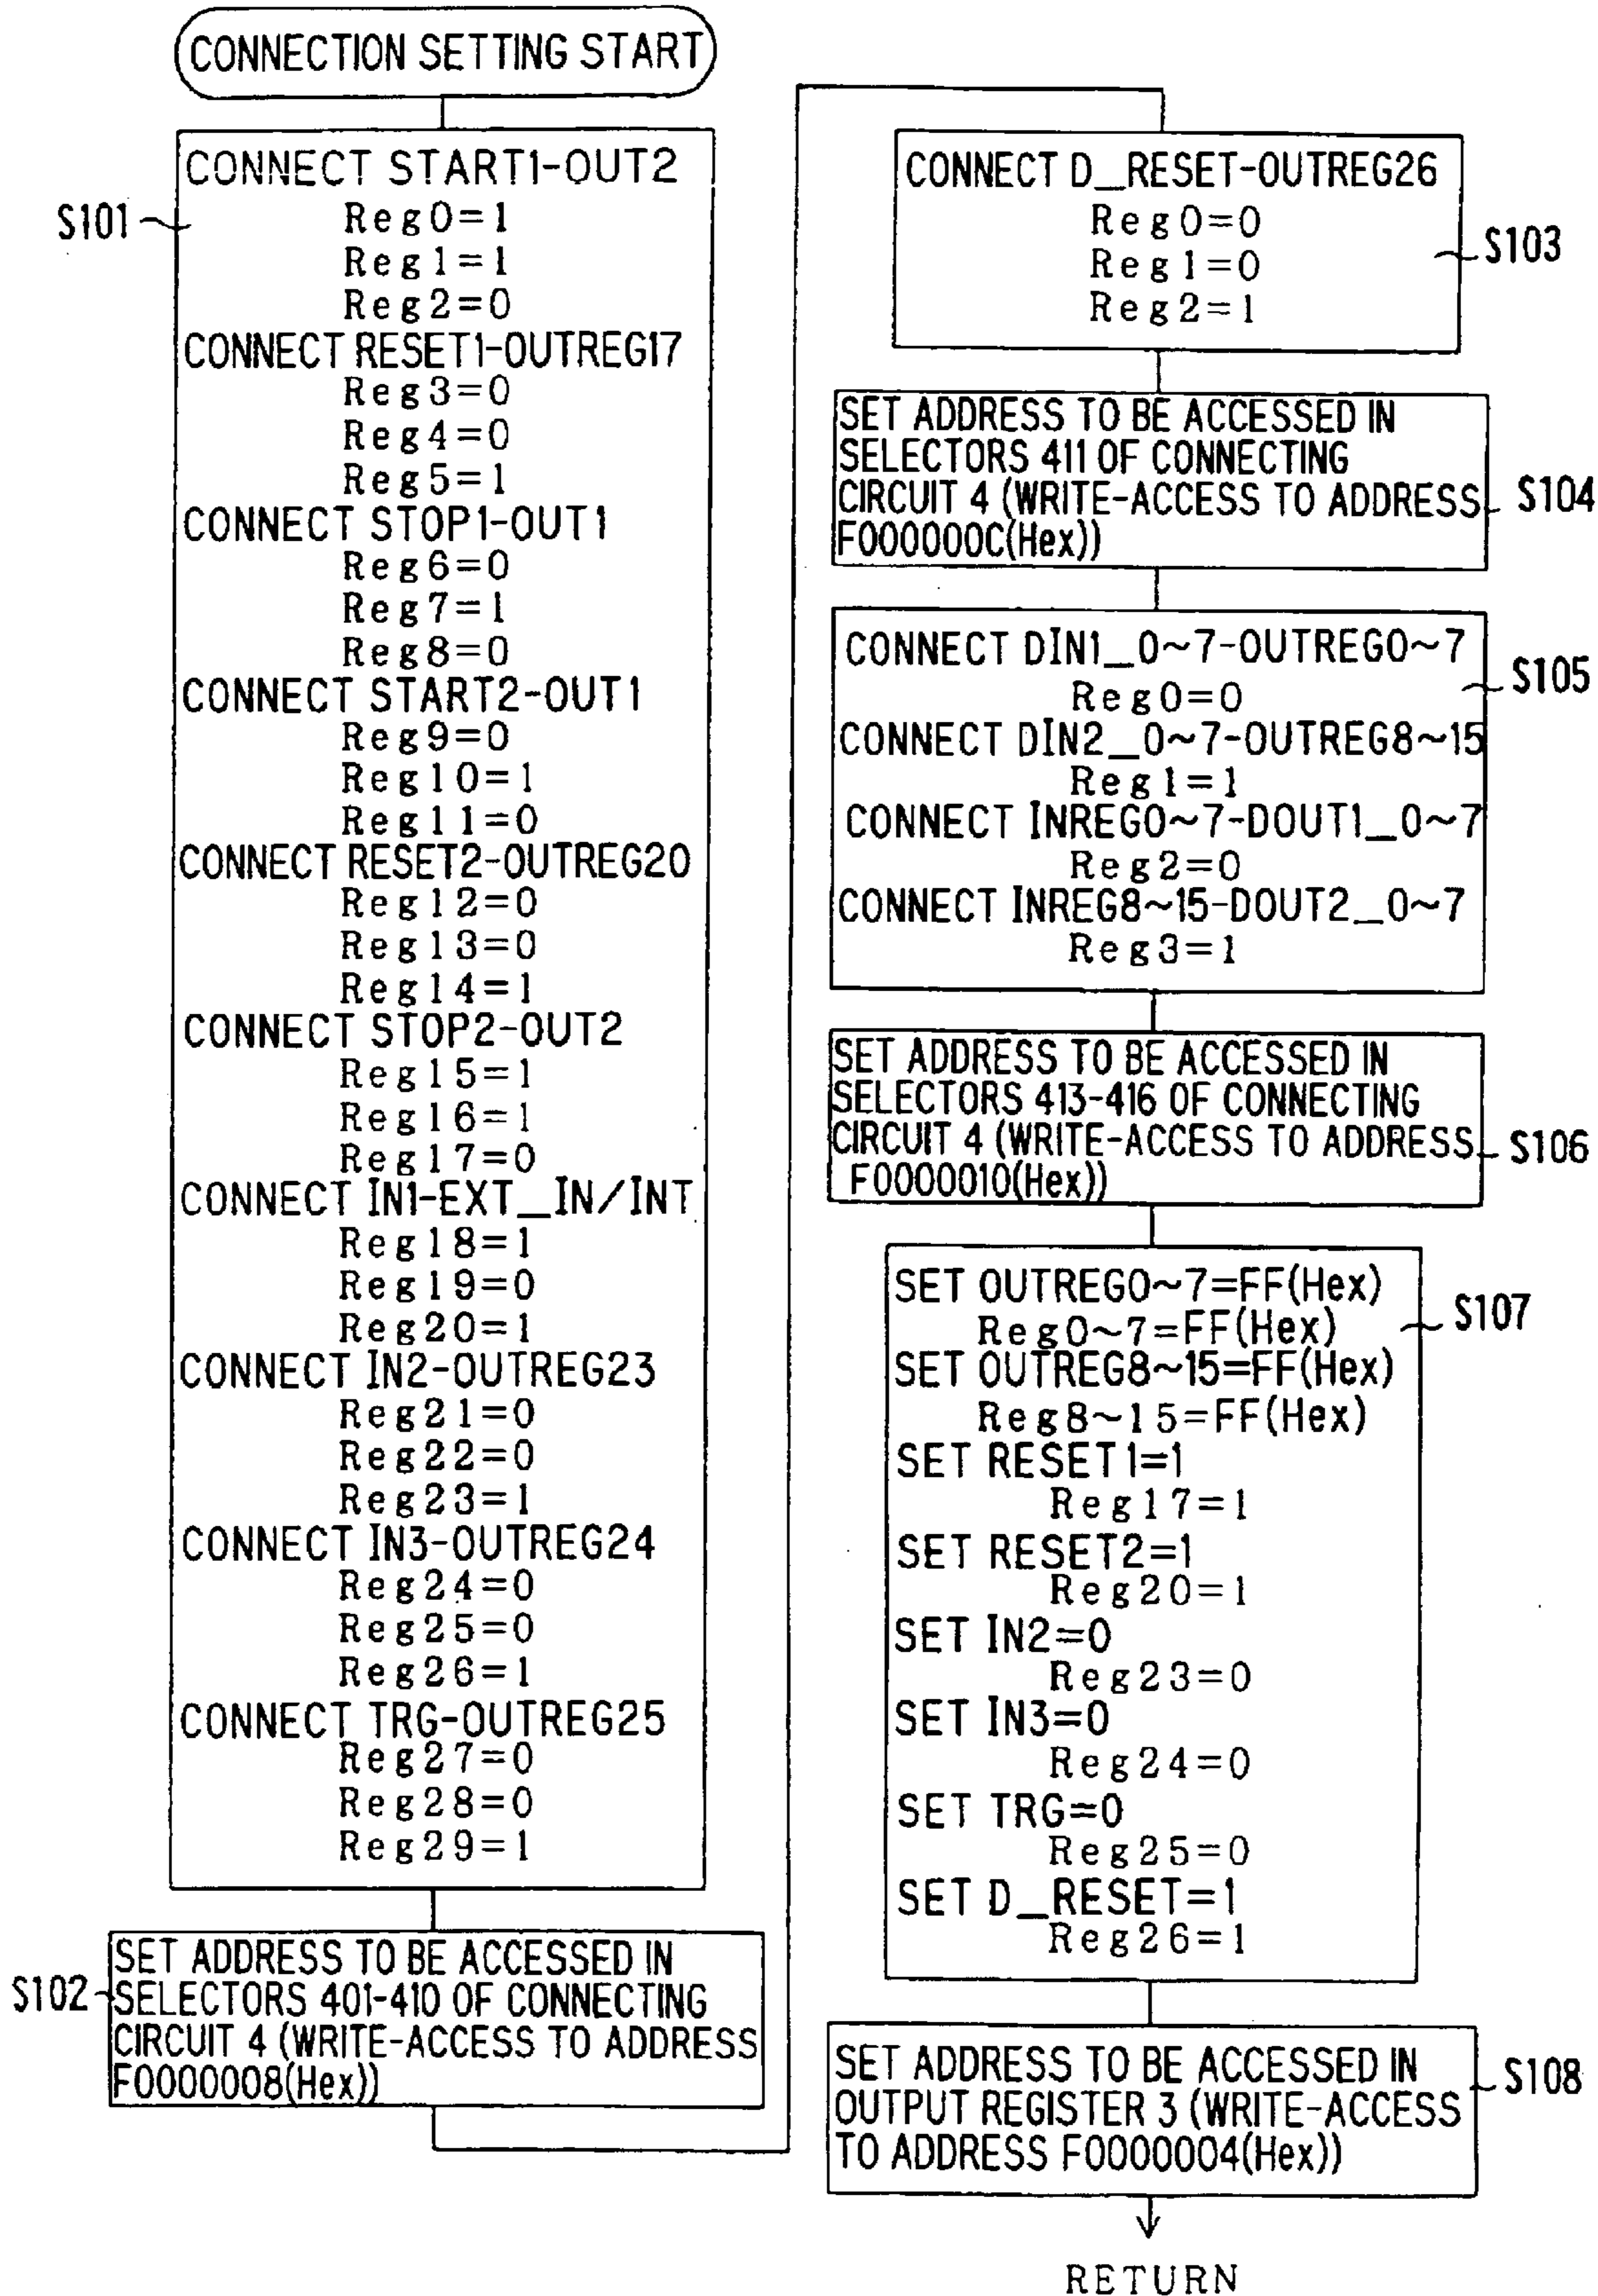 CONNECTION SETTING START
S101
CONNECT START1-OUT2
Reg0=1
Reg1=1
Reg2=0
CONNECT RESET1-OUTREG17
Reg3=0
Reg4=0
Reg5=1
CONNECT STOP1-OUT1
Reg6=0
Reg7=1
Reg8=0
CONNECT START2-OUT1
Reg9=0
Reg10=1
Reg11=0
CONNECT RESET2-OUTREG20
Reg12=0
Reg13=0
Reg14=1
CONNECT STOP2-OUT2
Reg15=1
Reg16=1
Reg17=0
CONNECT IN1-EXT_IN/INT
Reg18=1
Reg19=0
Reg20=1
CONNECT IN2-OUTREG23
Reg21=0
Reg22=0
Reg23=1
CONNECT IN3-OUTREG24
Reg24=0
Reg25=0
Reg26=1
CONNECT TRG-OUTREG25
Reg27=0
Reg28=0
Reg29=1
S102
SET ADDRESS TO BE ACCESSED IN
SELECTORS 401-410 OF CONNECTING
CIRCUIT 4 (WRITE-ACCESS TO ADDRESS
F0000008(Hex))
CONNECT D_RESET-OUTREG26
Reg0=0
Reg1=0
Reg2=1
S103
SET ADDRESS TO BE ACCESSED IN
SELECTORS 411 OF CONNECTING
CIRCUIT 4 (WRITE-ACCESS TO ADDRESS
F000000C(Hex))
S104
CONNECT DIN1_0~7-OUTREG0~7
Reg0=0
CONNECT DIN2_0~7-OUTREG8~15
Reg1=1
CONNECT INREG0~7-DOUT1_0~7
Reg2=0
CONNECT INREG8~15-DOUT2_0~7
Reg3=1
S105
SET ADDRESS TO BE ACCESSED IN
SELECTORS 413-416 OF CONNECTING
CIRCUIT 4 (WRITE-ACCESS TO ADDRESS
F0000010(Hex))
S106
SET OUTREG0~7=FF(Hex)
Reg0~7=FF(Hex)
SET OUTREG8~15=FF(Hex)
Reg8~15=FF(Hex)
SET RESET1=1
Reg17=1
SET RESET2=1
Reg20=1
SET IN2=0
Reg23=0
SET IN3=0
Reg24=0
SET TRG=0
Reg25=0
SET D_RESET=1
Reg26=1
S107
SET ADDRESS TO BE ACCESSED IN
OUTPUT REGISTER 3 (WRITE-ACCESS
TO ADDRESS F0000004(Hex))
S108
RETURN